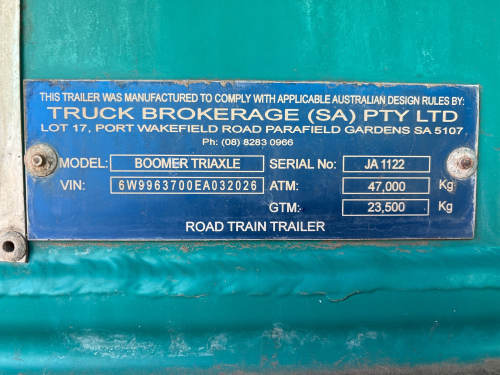 THIS TRAILER WAS MANUFACTURED TO COMPLY WITH APPLICABLE AUSTRALIAN DESIGN RULES BY:
TRUCK BROKERAGE (SA) PTY LTD
LOT 17, PORT WAKEFIELD ROAD PARAFIELD GARDENS SA 5107
Ph: (08) 8283 0966
MODEL: BOOMER TRIAXLE SERIAL No: JA1122
VIN: 6W9963700EA032026 ATM: 47,000 Kg
GTM: 23,500 Kg
ROAD TRAIN TRAILER